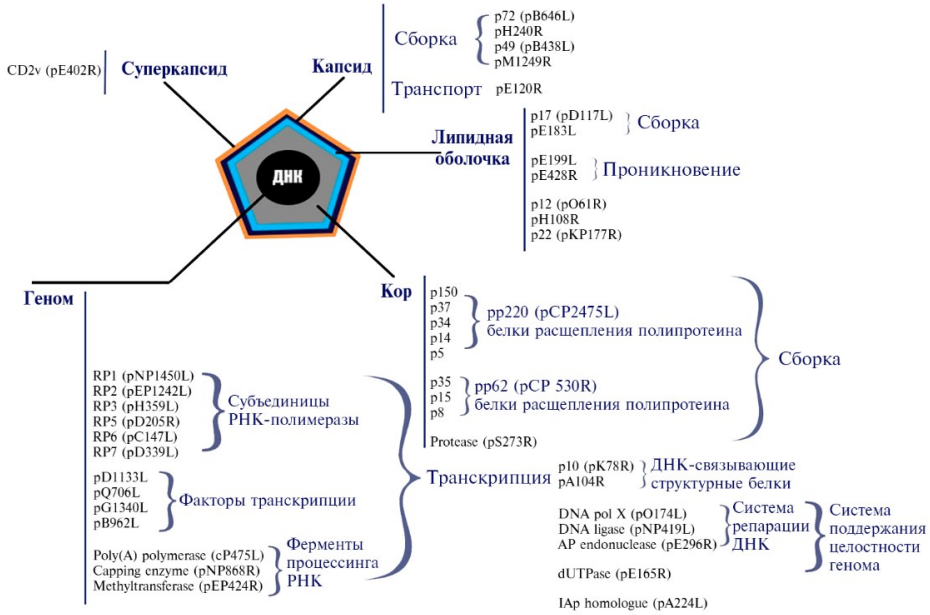 CD2v (pE402R)
Суперкапсид
Капсид
Сборка
p72 (pB646L)
pH240R
p49 (pB438L)
pM1249R
Транспорт
pE120R
Липидная
оболочка
p17 (pD117L)
pE183L
Сборка
pE199L
pE428R
Проникновение
p12 (pO61R)
pH108R
p22 (pKP177R)
ДНК
Геном
Кор
p150
p37
p34
p14
p5
pp220 (pCP2475L)
белки расщепления полипротеина
p35
p15
p8
pp62 (pCP 530R)
белки расщепления полипротеина
Protease (pS273R)
Сборка
RP1 (pNP1450L)
RP2 (pEP1242L)
RP3 (pH359L)
RP5 (pD205R)
RP6 (pC147L)
RP7 (pD339L)
Субъединицы
РНК-полимеразы
pD1133L
pQ706L
pG1340L
pB962L
Факторы транскрипции
Poly(A) polymerase (cP475L)
Capping enzyme (pNP868R)
Methyltransferase (pEP424R)
Ферменты
процессинга
РНК
Транскрипция
p10 (pK78R)
pA104R
ДНК-связывающие
структурные белки
DNA pol X (pO174L)
DNA ligase (pNP419L)
AP endonuclease (pE296R)
Система
репарации
ДНК
dUTPase (pE165R)
IAp homologue (pA224L)
Система
поддержания
целостности
генома